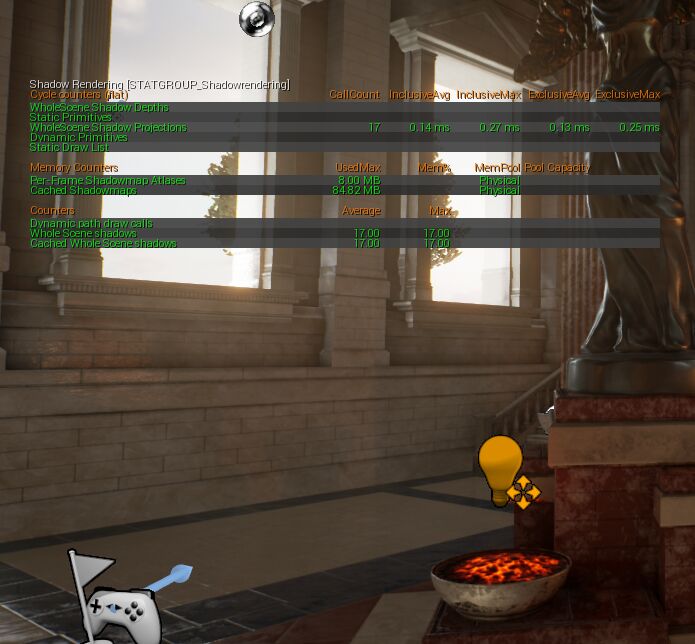 Shadow Rendering [STATGROUP_Shadowrendering]
Cycle counters (flat) CallCount InclusiveAvg InclusiveMax ExclusiveAvg ExclusiveMax
WholeScene Shadow Depths
Static Primitives
WholeScene Shadow Projections 17 0.14 ms 0.27 ms 0.13 ms 0.25 ms
Dynamic Primitives
Static Draw List
Memory Counters UsedMax Mem% MemPool Pool Capacity
Per-Frame Shadowmap Atlases 8.00 MB Physical
Cached Shadowmaps 84.82 MB Physical
Counters Average Max
Dynamic path draw calls
Whole Scene shadows 17.00 17.00
Cached Whole Scene shadows 17.00 17.00